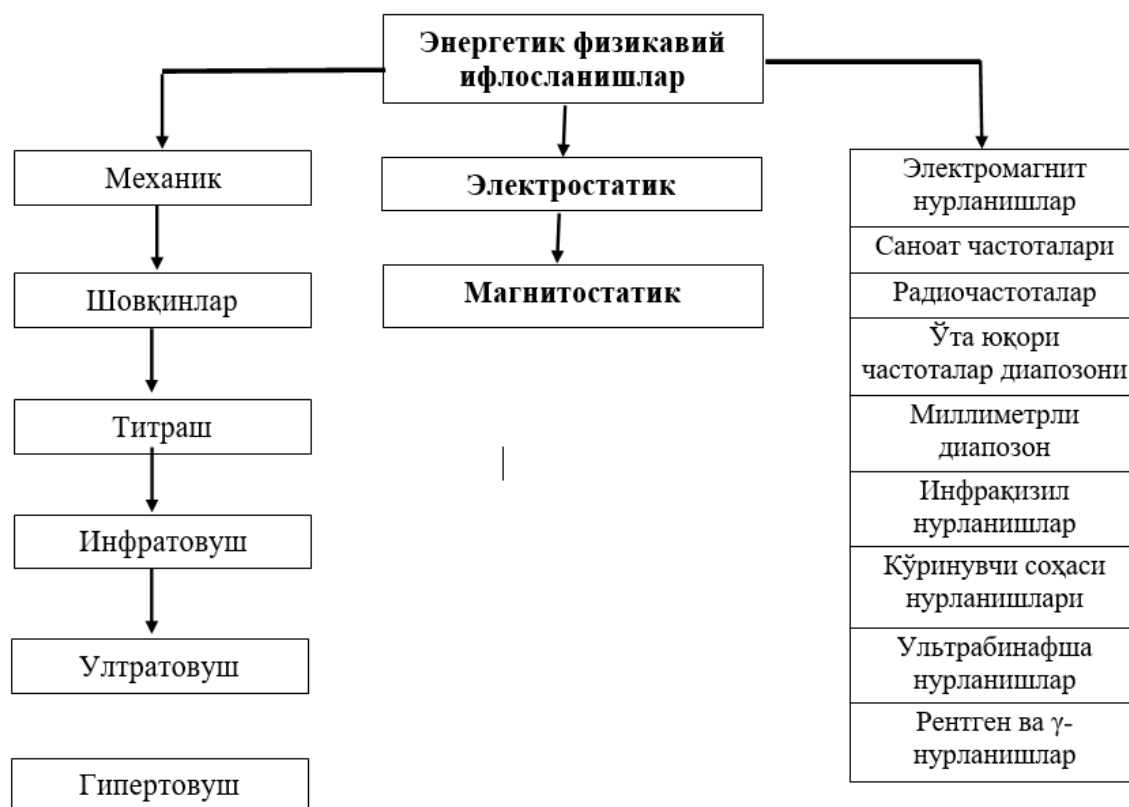 Энергетик физикавий
ифлосланишлар
Механик
Шовқинлар
Титраш
Инфратовуш
Ултратовуш
Гипертовуш
Электростатик
Магнитостатик
Электромагнит
нурланишлар
Саноат частоталари
Радиочастоталар
Ўта юқори
частоталар диапозони
Миллиметрли
диапозон
Инфрақизил
нурланишлар
Кўринувчи соҳаси
нурланишлари
Ультрабинафша
нурланишлар
Рентген ва γ-
нурланишлар